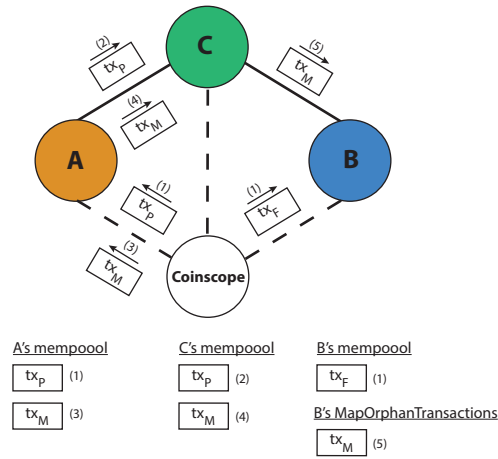 (2)
tx_P
C
(5)
tx_M
(4)
tx_M
A
B
(1)
tx_P
(1)
tx_F
(3)
tx_M
Coinscope
A's mempoool
C's mempoool
B's mempoool
tx_P (1)
tx_P (2)
tx_F (1)
tx_M (3)
tx_M (4)
B's MapOrphanTransactions
tx_M (5)